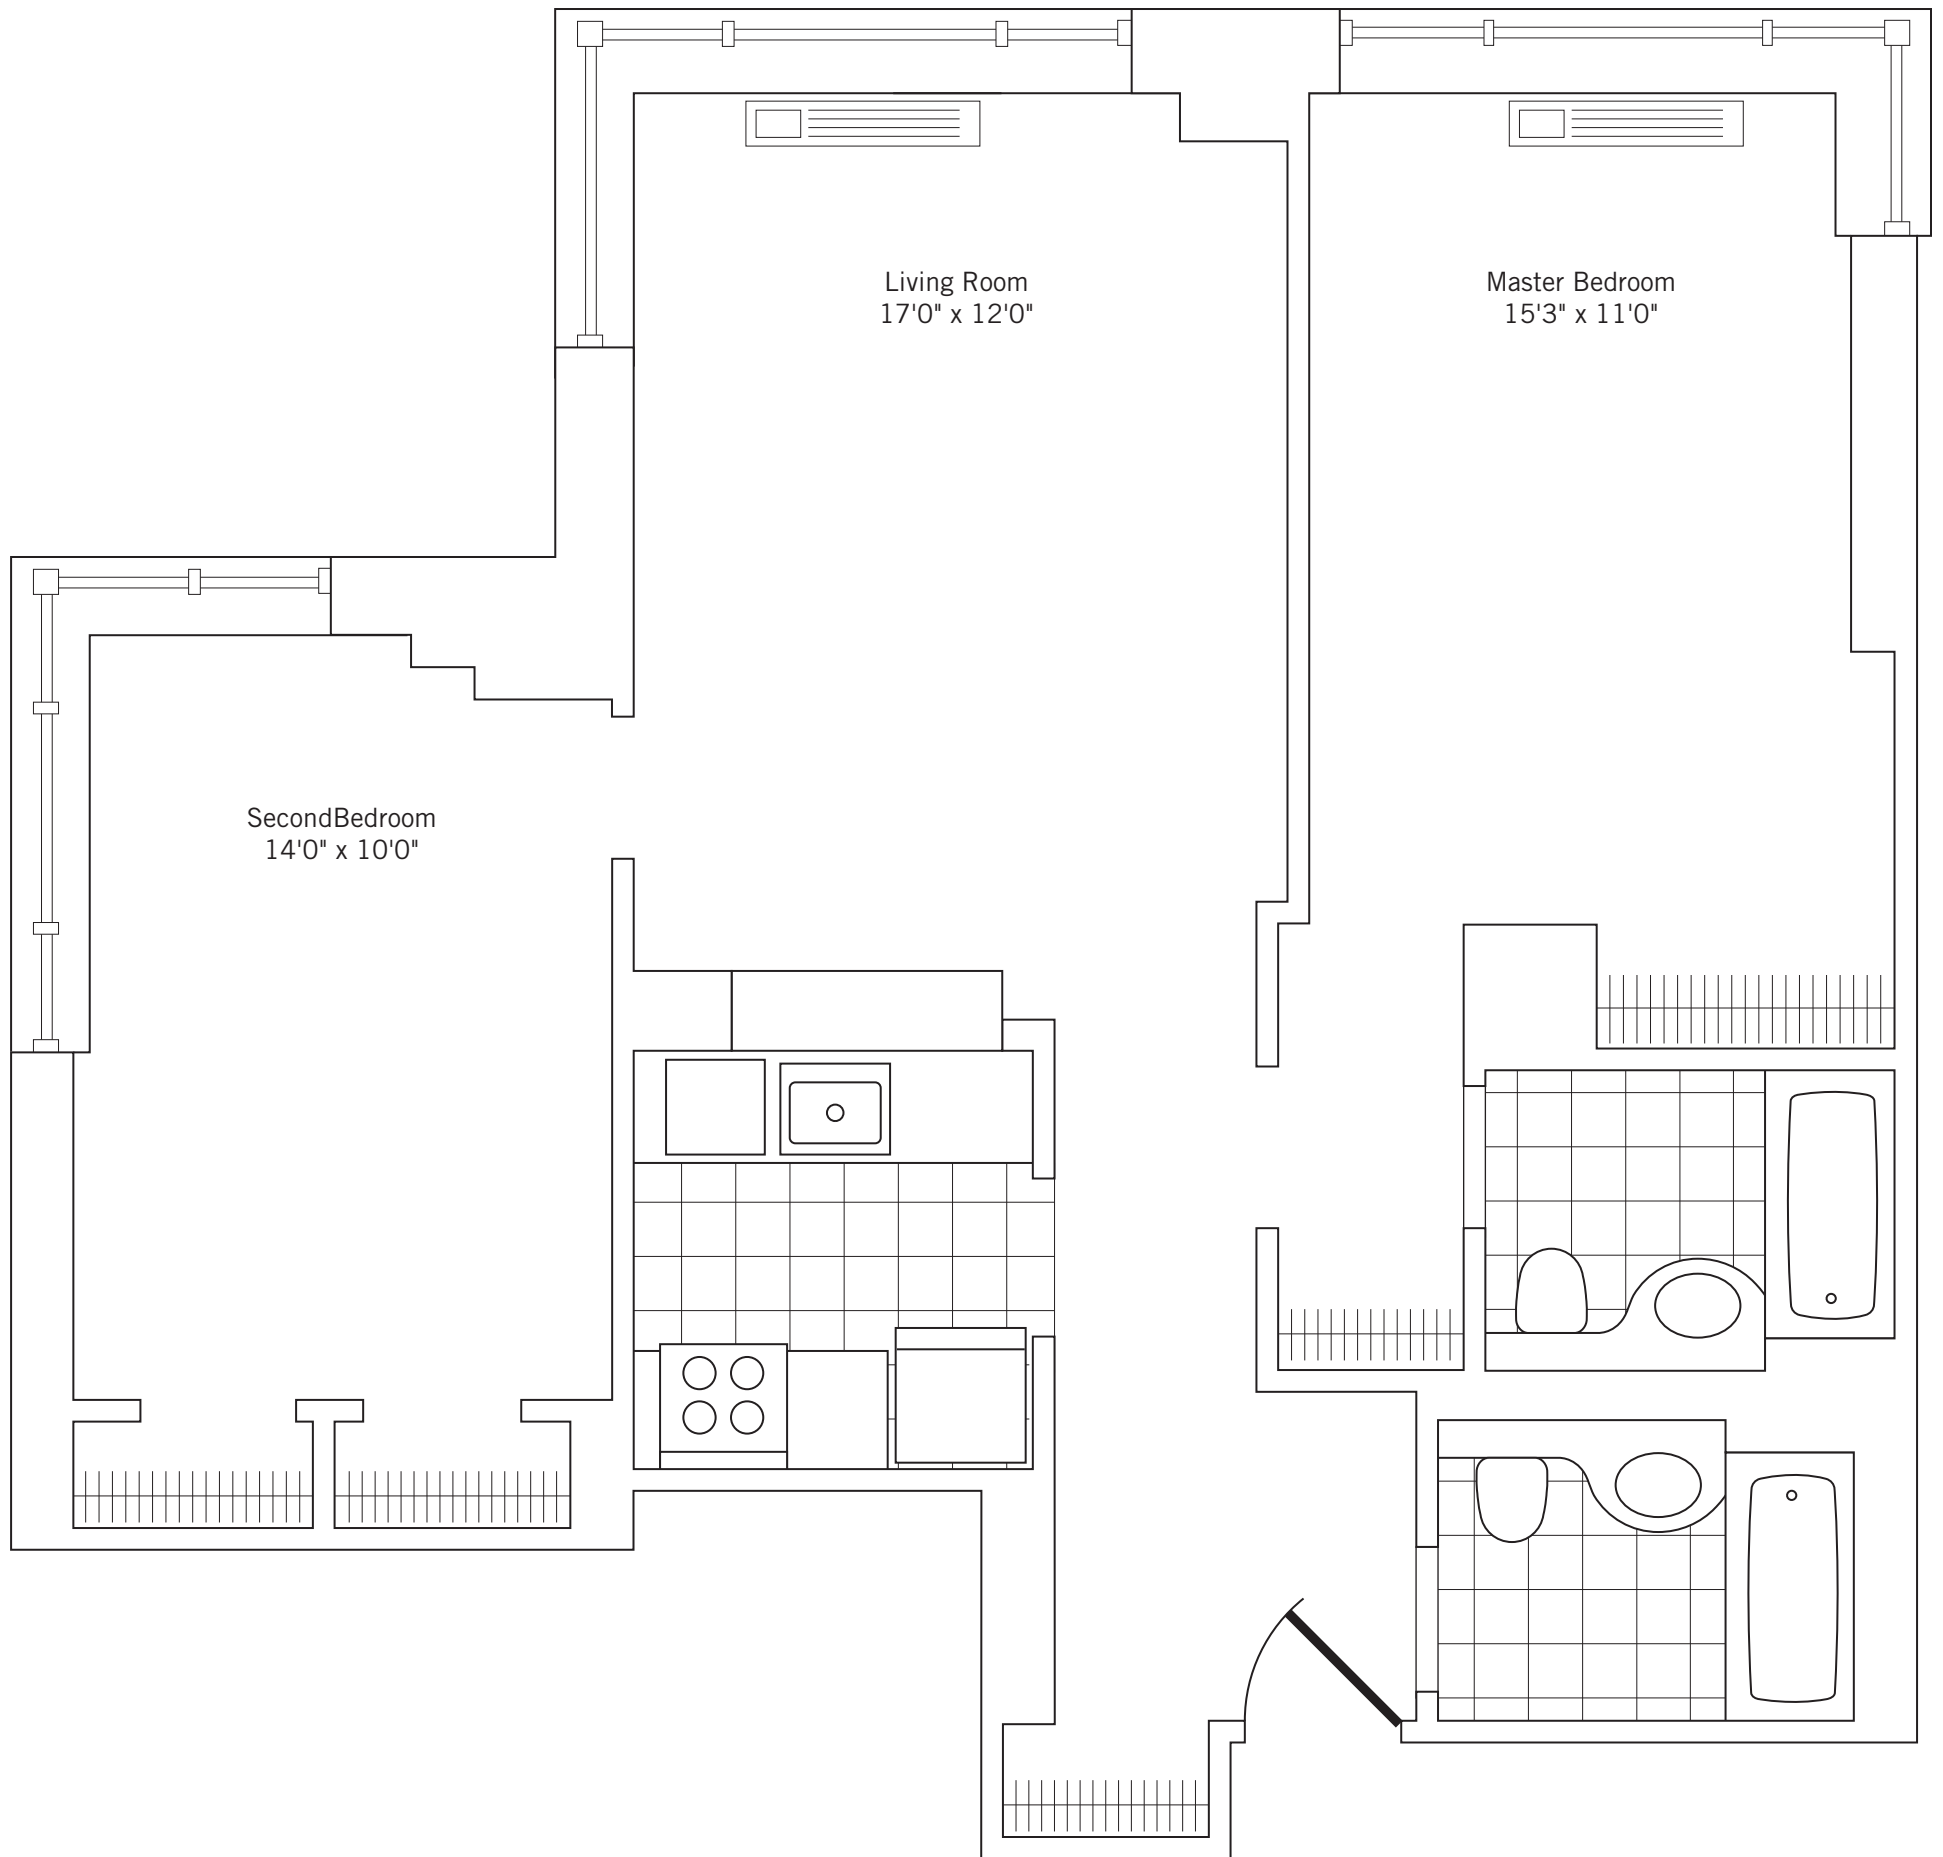 Living Room
17'0" x 12'0"
Master Bedroom
15'3" x 11'0"
SecondBedroom
14'0" x 10'0"